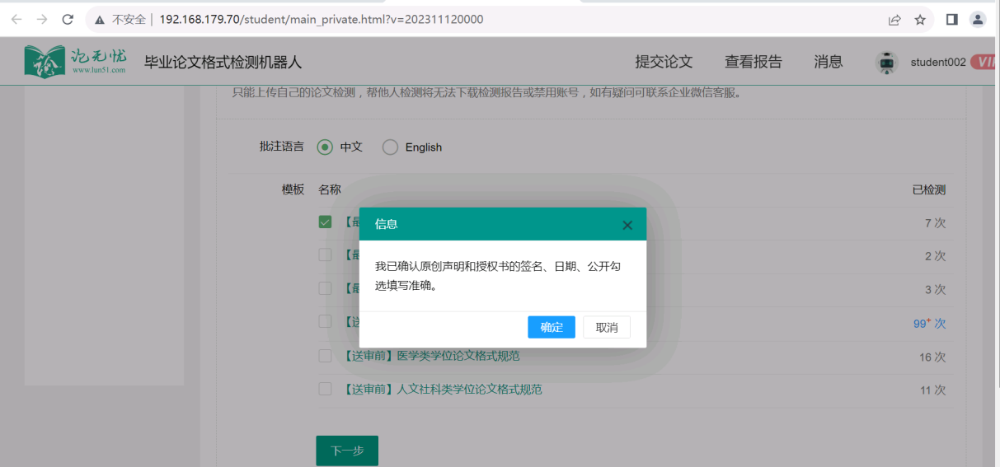 不安全 | 192.168.179.70/student/main_private.html?v=202311120000
论无忧
www.lun51.com
毕业论文格式检测机器人
提交论文 查看报告 消息 student002
只能上传自己的论文检测，帮他人检测将无法下载检测报告或禁用账号，如有疑问可联系企业微信客服。
批注语言 中文 English
模板 名称 已检测
7 次
2 次
3 次
99+ 次
信息
我已确认原创声明和授权书的签名、日期、公开勾
选填写准确。
确定 取消
【送审前】医学类学位论文格式规范 16 次
【送审前】人文社科类学位论文格式规范 11 次
下一步